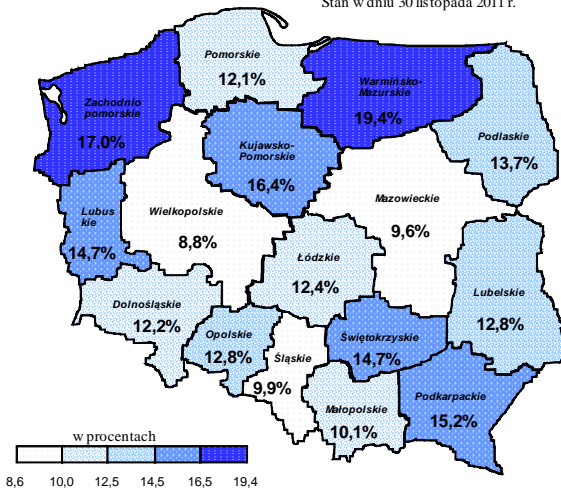 Stan w dniu 30 listopada 2011 r.
Pomorskie
12,1%
Warmińsko-
Mazurskie
19,4%
Zachodnio
pomorskie
17,0%
Podlaskie
13,7%
Kujawsko-
Pomorskie
16,4%
Lubus
kie
14,7%
Wielkopolskie
8,8%
Mazowieckie
9,6%
Łódzkie
12,4%
Lubelskie
12,8%
Dolnośląskie
12,2%
Opolskie
12,8%
Śląskie
9,9%
Świętokrzyskie
14,7%
Małopolskie
10,1%
Podkarpackie
15,2%
w procentach
8,6 10,0 12,5 14,5 16,5 19,4